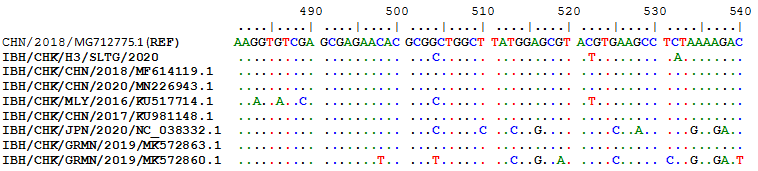 490 500 510 520 530 540
CHN/2018/MG712775.1(REF) AAGGTGTCGA GCGAGAACAC GCGGCTGGCT TATGGAGCGT ACGTGAAGCC TCTAAAAGAC
IBH/CHK/H3/SLTG/2020 .......... .......... ...C...... .......... .T........ .A........
IBH/CHK/CHN/2018/MF614119.1 .......... .......... .......... .......... .......... ..........
IBH/CHK/CHN/2020/MN226943.1 .......... .......... .......... .......... .......... ..........
IBH/CHK/MLY/2016/KU517714.1 ..A..A..C. .......... ...C...... .......... .T........ ..........
IBH/CHK/CHN/2017/KU981148.1 .......... .......... .......... .......... .......... ..........
IBH/CHK/JPN/2020/NC_038332.1 .......... .......... ...C.....C ..C..G.... ....C..A.. ...G..GA..
IBH/CHK/GRMN/2019/MK572863.1 .......... .......... .......... .......... .......... ..........
IBH/CHK/GRMN/2019/MK572860.1 .......... .......T.. ...T...... ..C..G..A. ....C..... C..G..GA.T